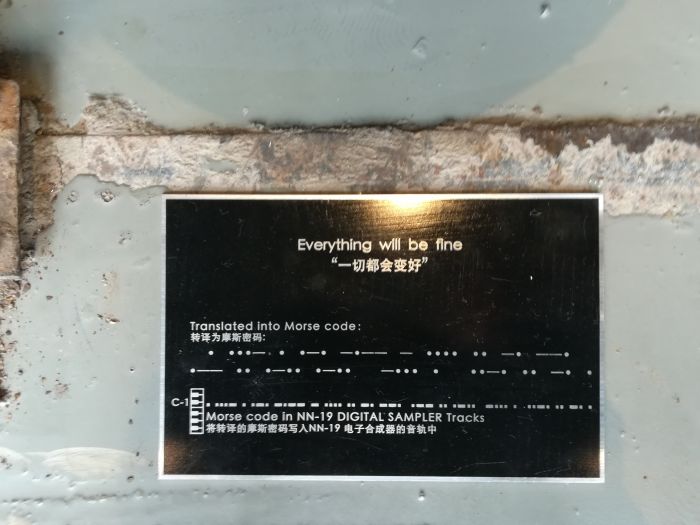 Everything will be fine
“一切都会变好”
Translated into Morse code:
转译为摩斯密码:
C-1
Morse code in NN-19 DIGITAL SAMPLER Tracks
将转译的摩斯密码写入NN-19 电子合成器的音轨中